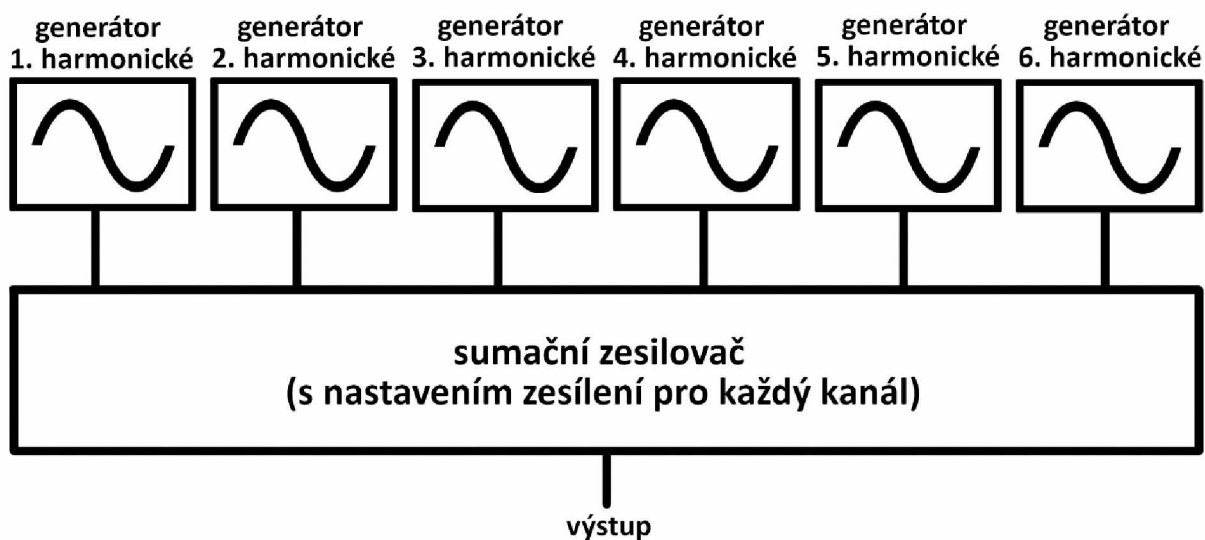 generátor
1. harmonické
generátor
2. harmonické
generátor
3. harmonické
generátor
4. harmonické
generátor
5. harmonické
generátor
6. harmonické
sumační zesilovač
(s nastavením zesílení pro každý kanál)
výstup